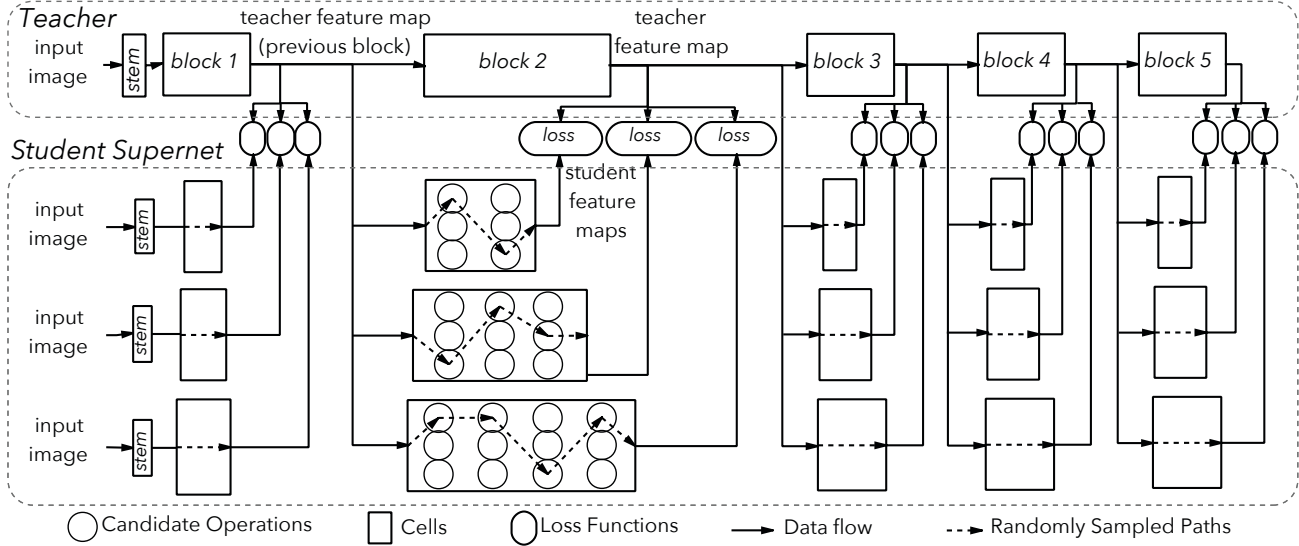 Teacher
teacher feature map
(previous block)
teacher
feature map
input
image
stem
block 1
block 2
block 3
block 4
block 5
loss
loss
loss
Student Supernet
student
feature
maps
input
image
stem
input
image
stem
input
image
stem
Candidate Operations
Cells
Loss Functions
Data flow
Randomly Sampled Paths